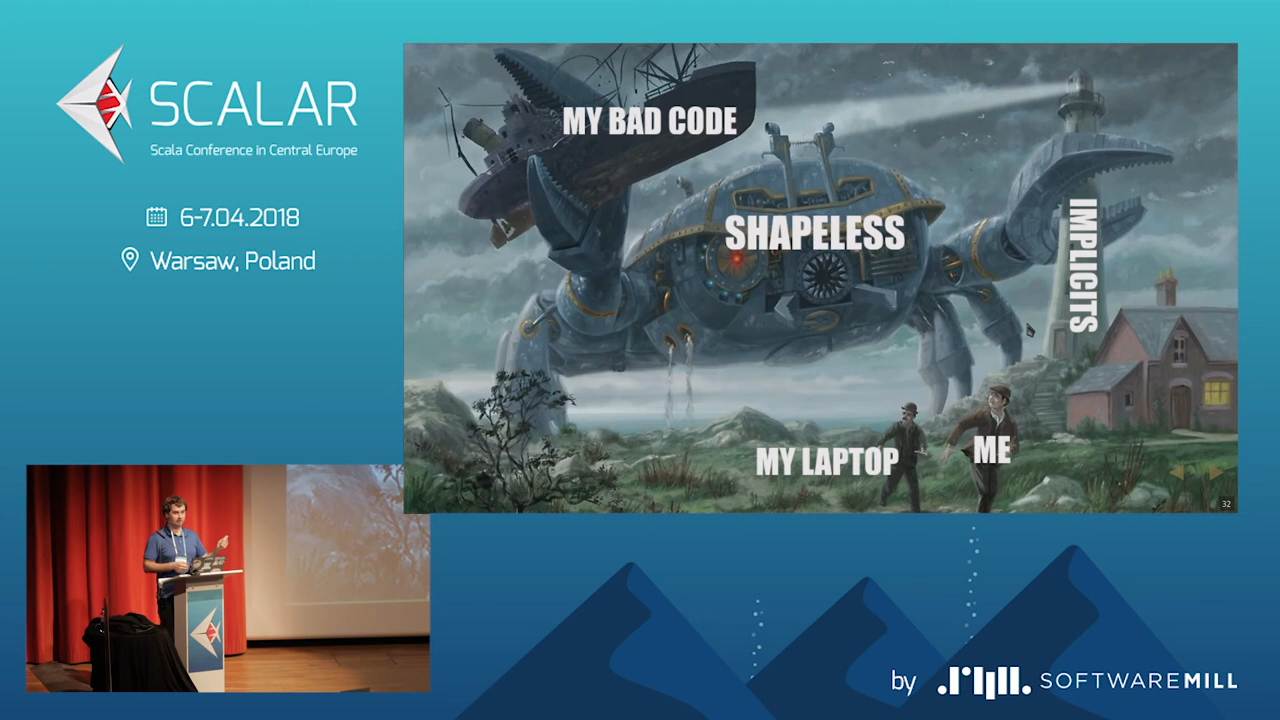 SCALAR
Scala Conference in Central Europe
6-7.04.2018
Warsaw, Poland
MY BAD CODE
SHAPELESS
IMPLICITS
MY LAPTOP
ME
32
by
SOFTWAREMILL